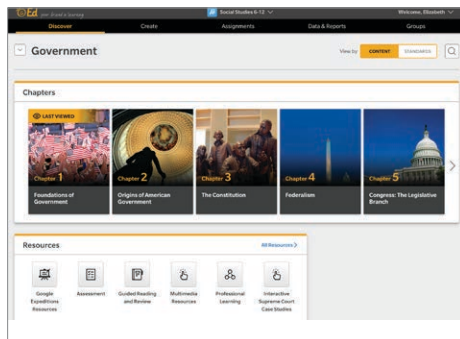 Ed
Social Studies 6-12
Welcome, Elizabeth
Discover
Create
Assignments
Data & Reports
Groups
Government
View by
CONTENT
STANDARDS
Chapters
LAST VIEWED
Chapter 1
Chapter 2
Chapter 3
Chapter 4
Chapter 5
Foundations of
Government
Origins of American
Government
The Constitution
Federalism
Congress: The Legislative
Branch
Resources
All Resources >
Google
Expeditions
Resources
Assessment
Guided Reading
and Review
Multimedia
Resources
Professional
Learning
Interactive
Supreme Court
Case Studies